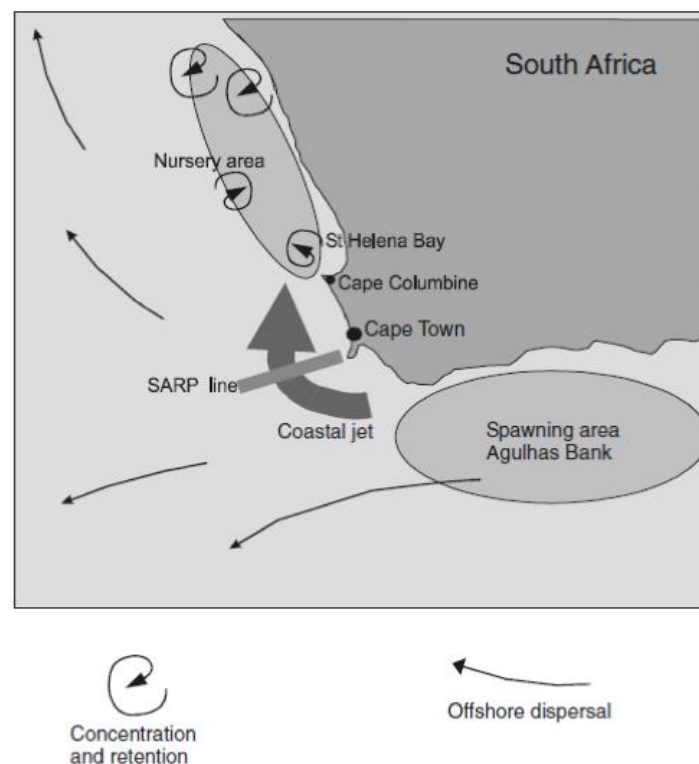 South Africa
Nursery area
St Helena Bay
Cape Columbine
Cape Town
SARP line
Coastal jet
Spawning area
Agulhas Bank
Concentration
and retention
Offshore dispersal